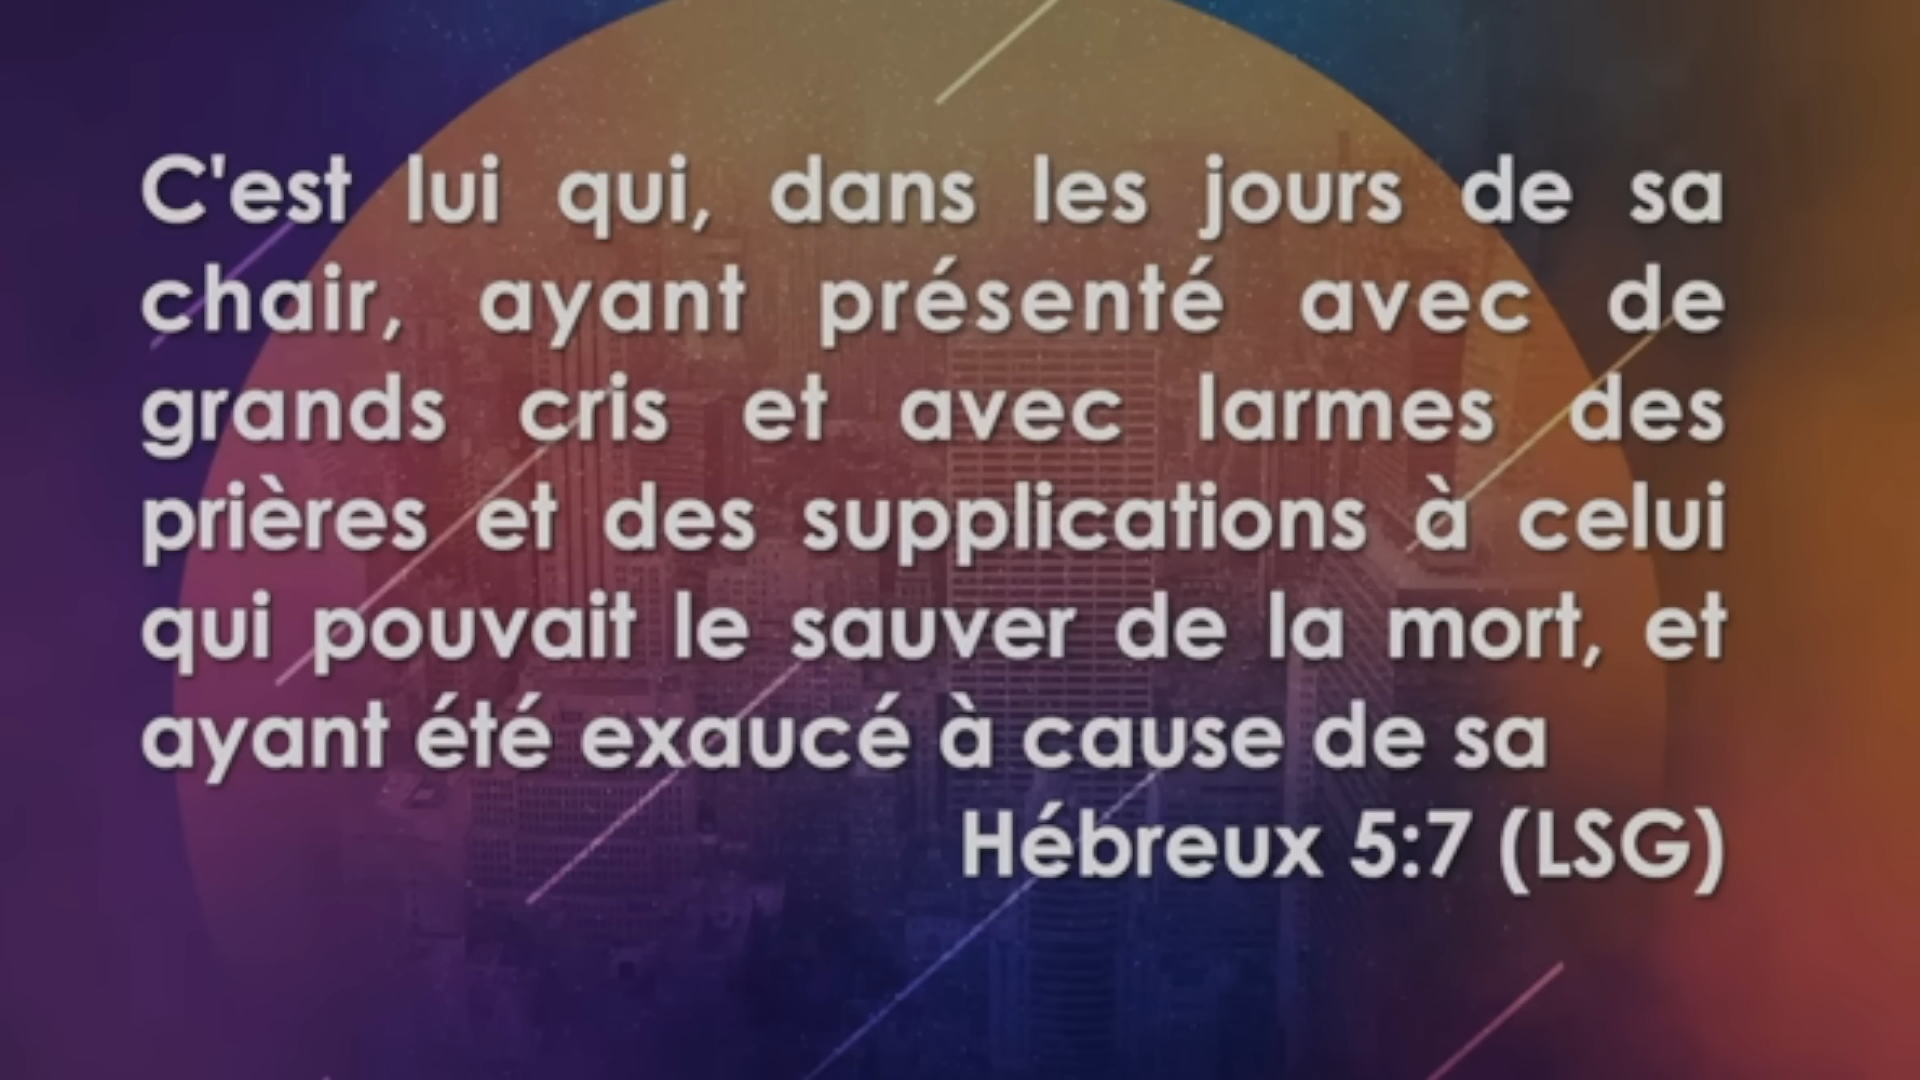 C'est lui qui, dans les jours de sa
chair, ayant présenté avec de
grands cris et avec larmes des
prières et des supplications à celui
qui pouvait le sauver de la mort, et
ayant été exaucé à cause de sa
Hébreux 5:7 (LSG)